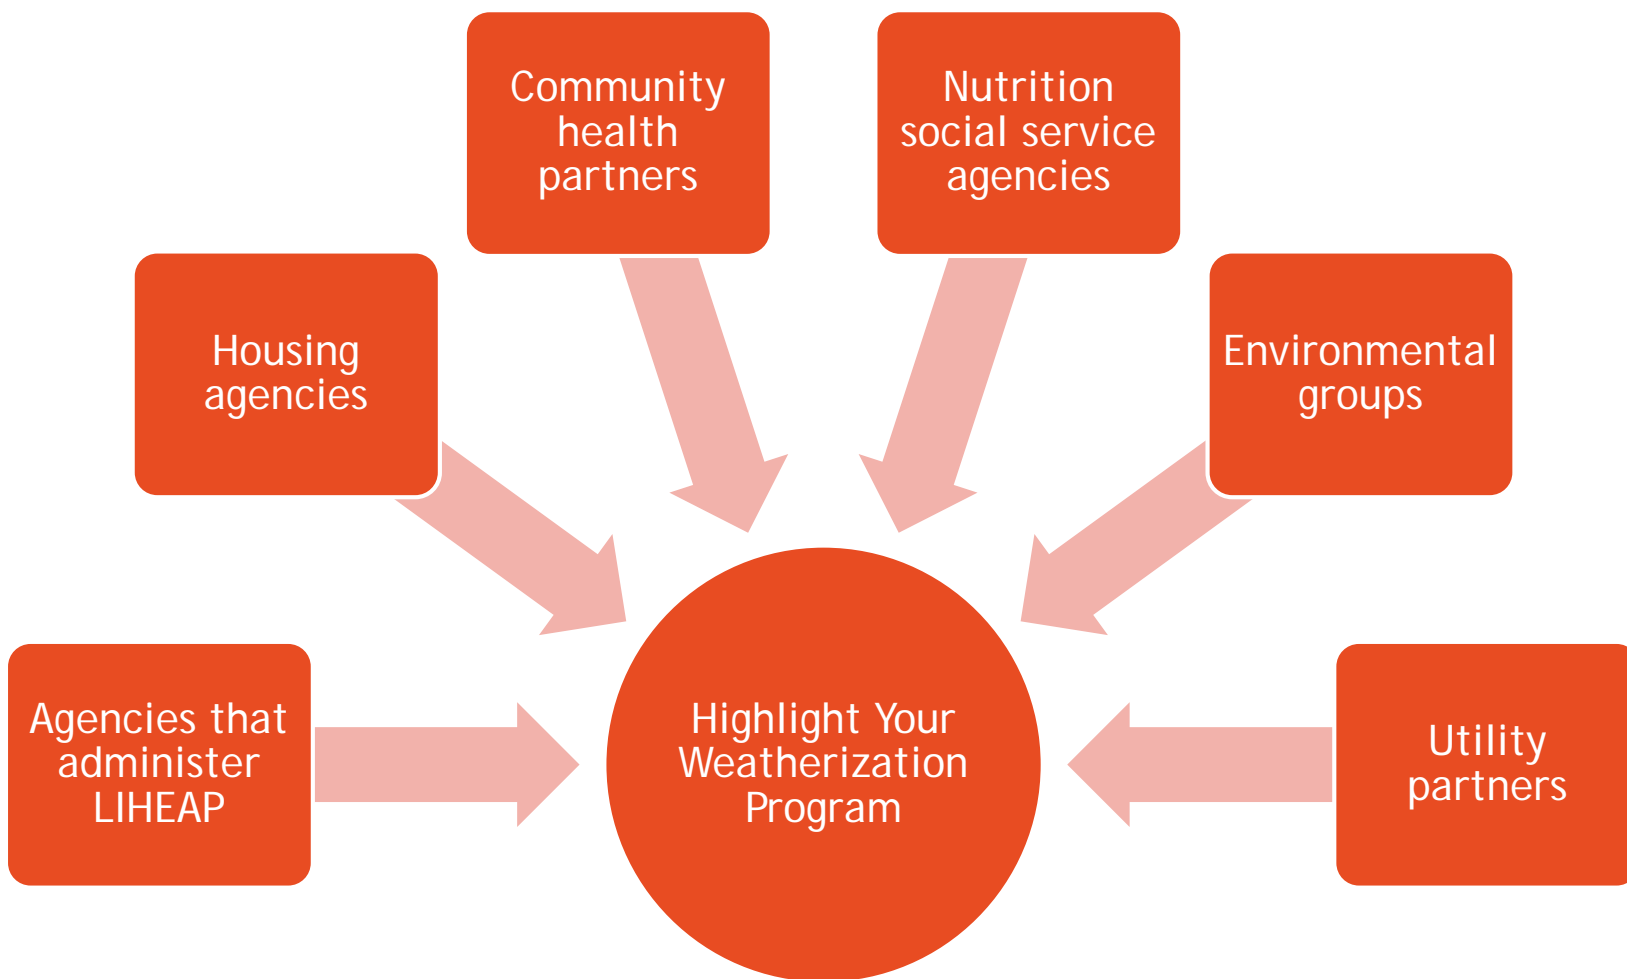 Community
health
partners
Nutrition
social service
agencies
Housing
agencies
Environmental
groups
Agencies that
administer
LIHEAP
Highlight Your
Weatherization
Program
Utility
partners